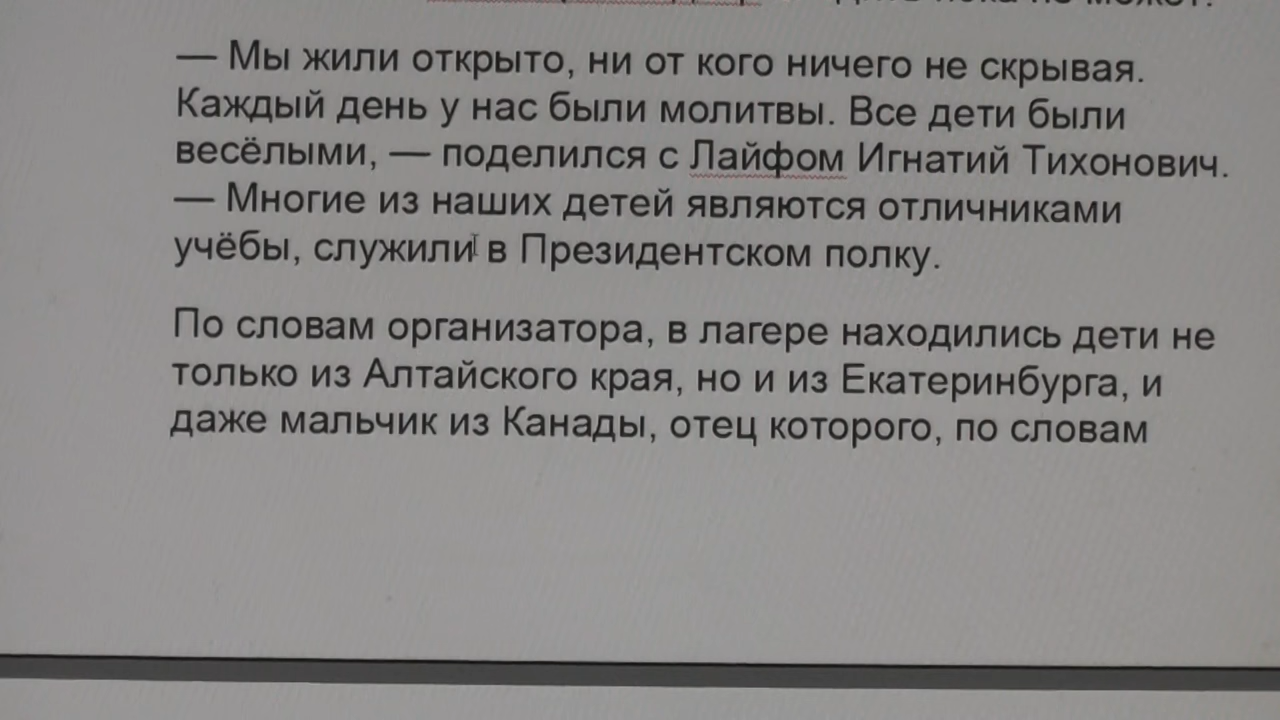 — Мы жили открыто, ни от кого ничего не скрывая.
Каждый день у нас были молитвы. Все дети были
весёлыми, — поделился с Лайфом Игнатий Тихонович.
— Многие из наших детей являются отличниками
учёбы, служили в Президентском полку.
По словам организатора, в лагере находились дети не
только из Алтайского края, но и из Екатеринбурга, и
даже мальчик из Канады, отец которого, по словам